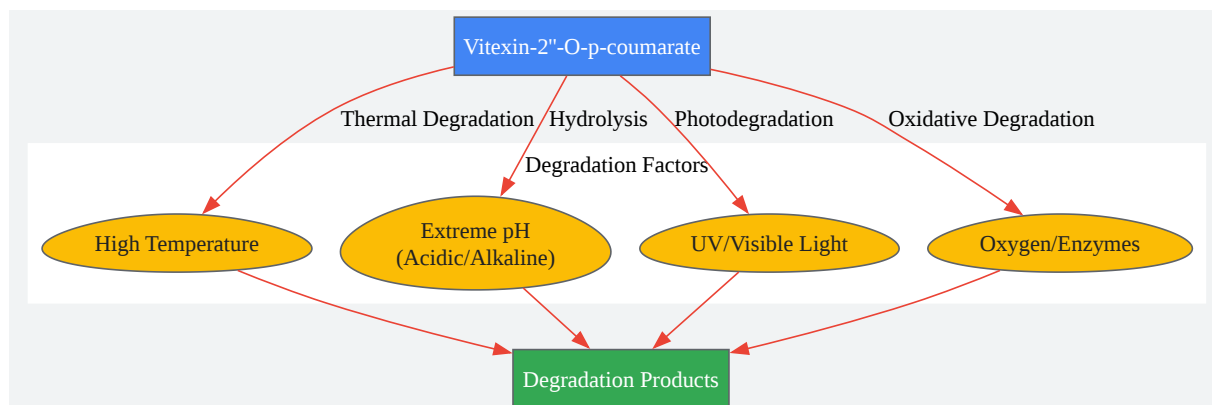 Vitexin-2"-O-p-coumarate
Thermal Degradation
Hydrolysis
Photodegradation
Oxidative Degradation
Degradation Factors
High Temperature
Extreme pH
(Acidic/Alkaline)
UV/Visible Light
Oxygen/Enzymes
Degradation Products